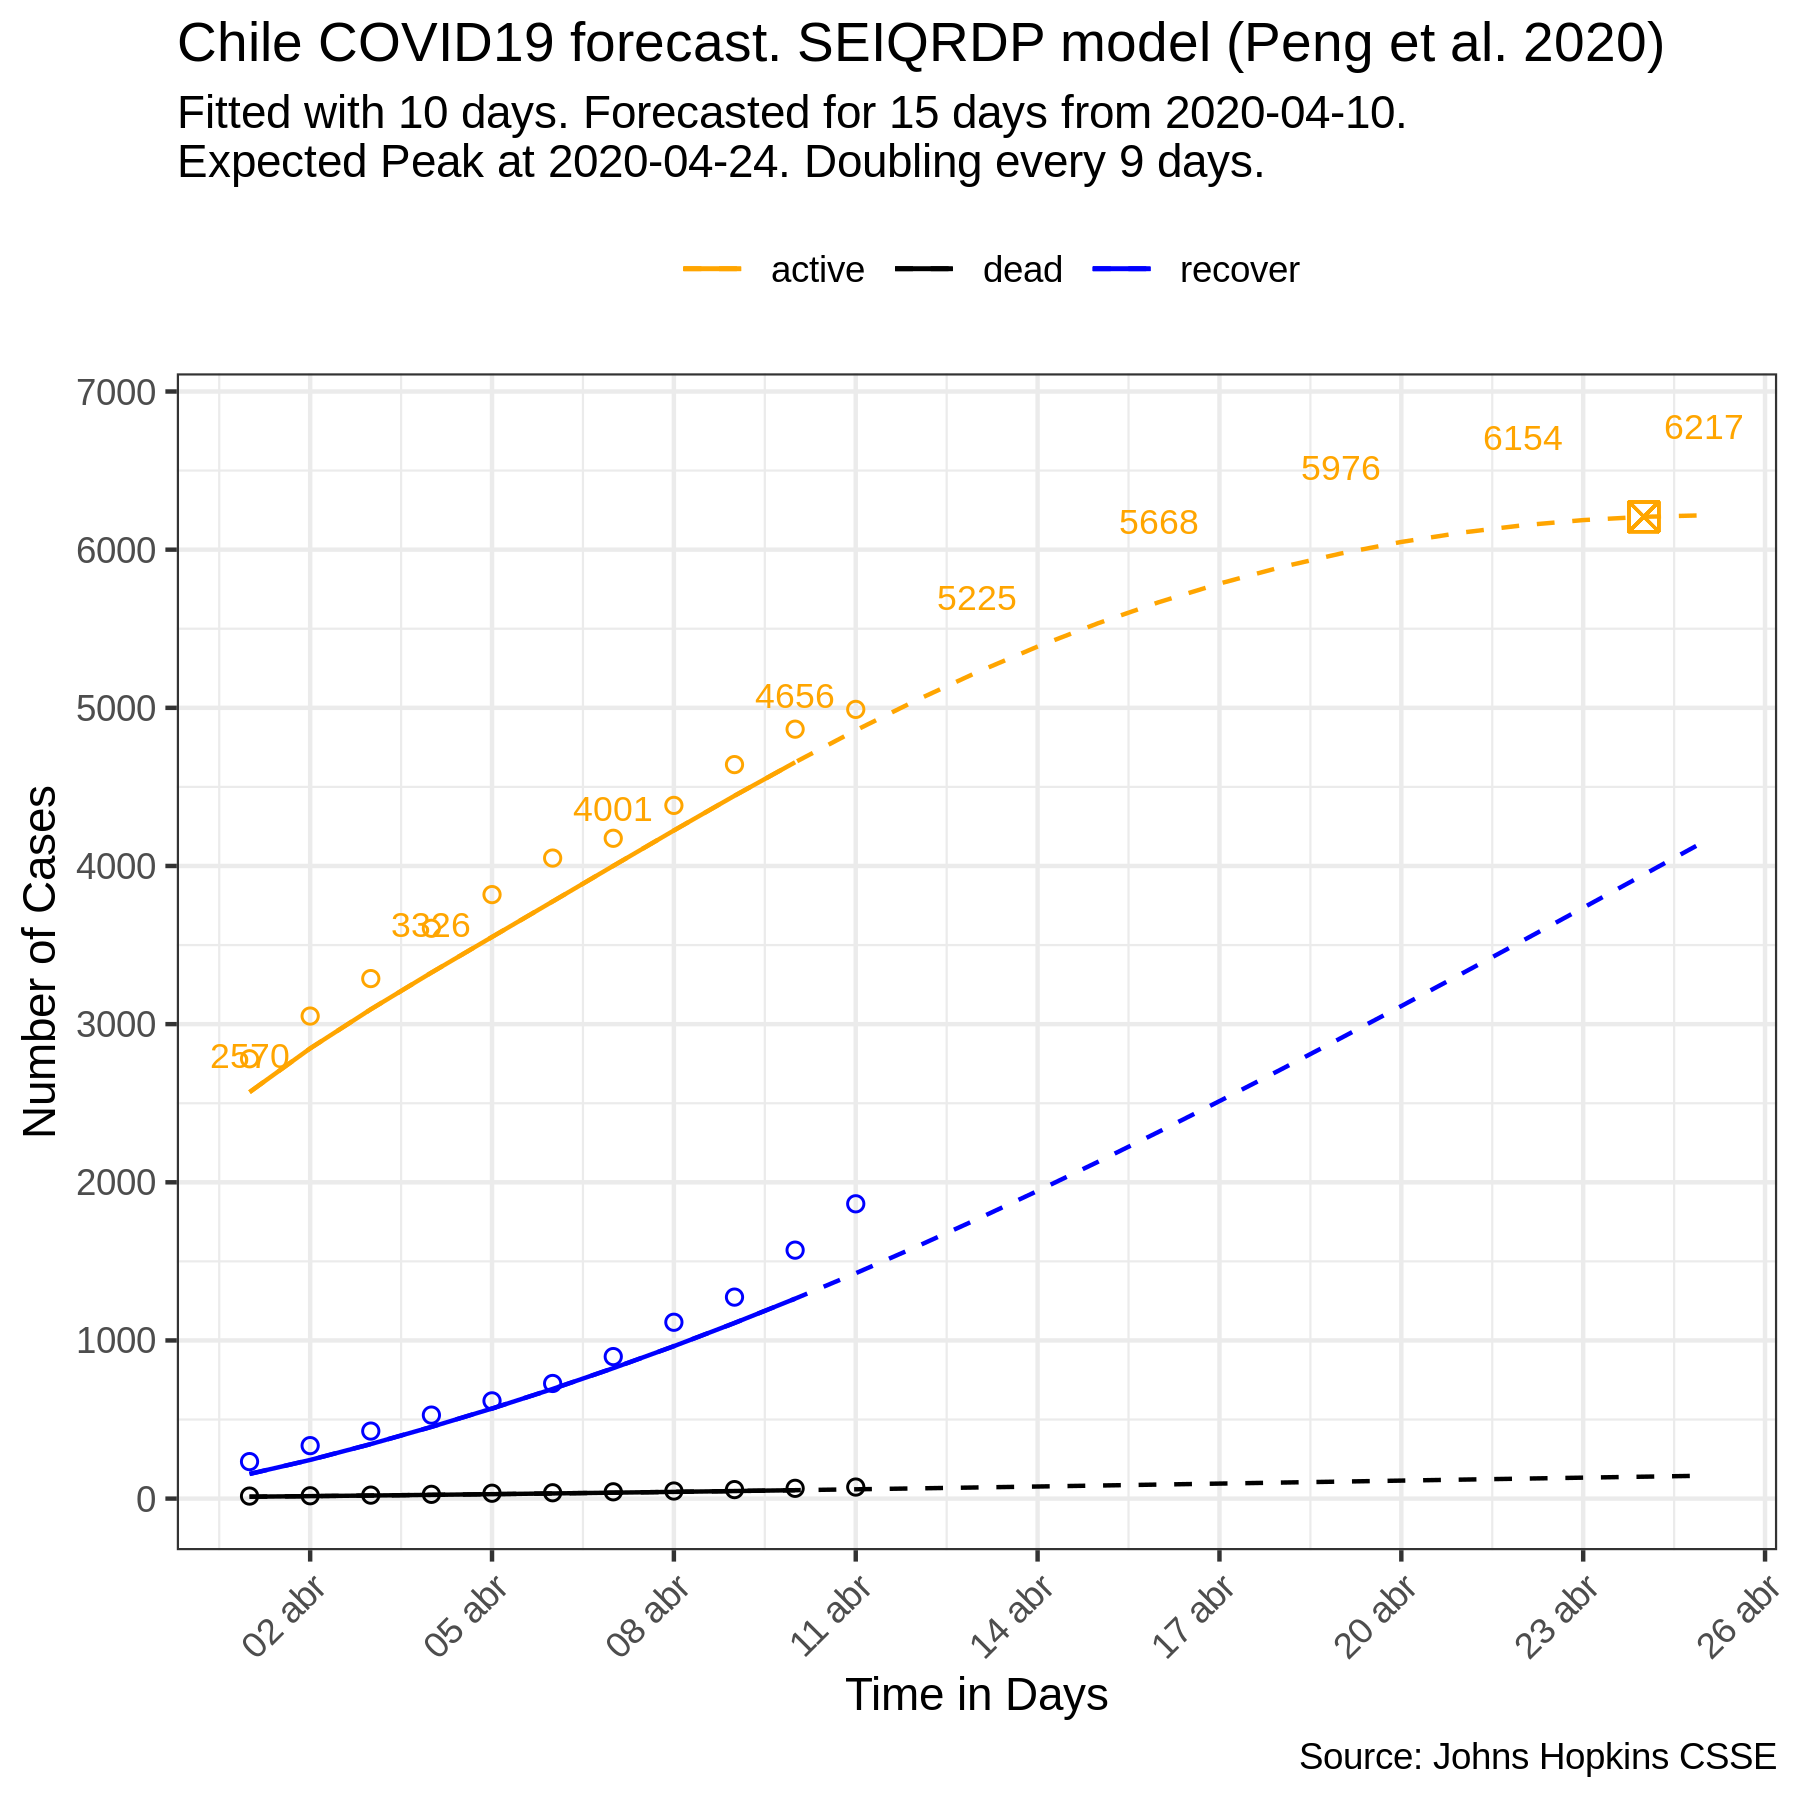 Chile COVID19 forecast. SEIQRDP model (Peng et al. 2020)
Fitted with 10 days. Forecasted for 15 days from 2020-04-10.
Expected Peak at 2020-04-24. Doubling every 9 days.
active dead recover
7000
6000
5000
4000
3000
2000
1000
0
Number of Cases
2570
3326
4001
4656
5225
5668
5976
6154
6217
02 abr
05 abr
08 abr
11 abr
14 abr
17 abr
20 abr
23 abr
26 abr
Time in Days
Source: Johns Hopkins CSSE